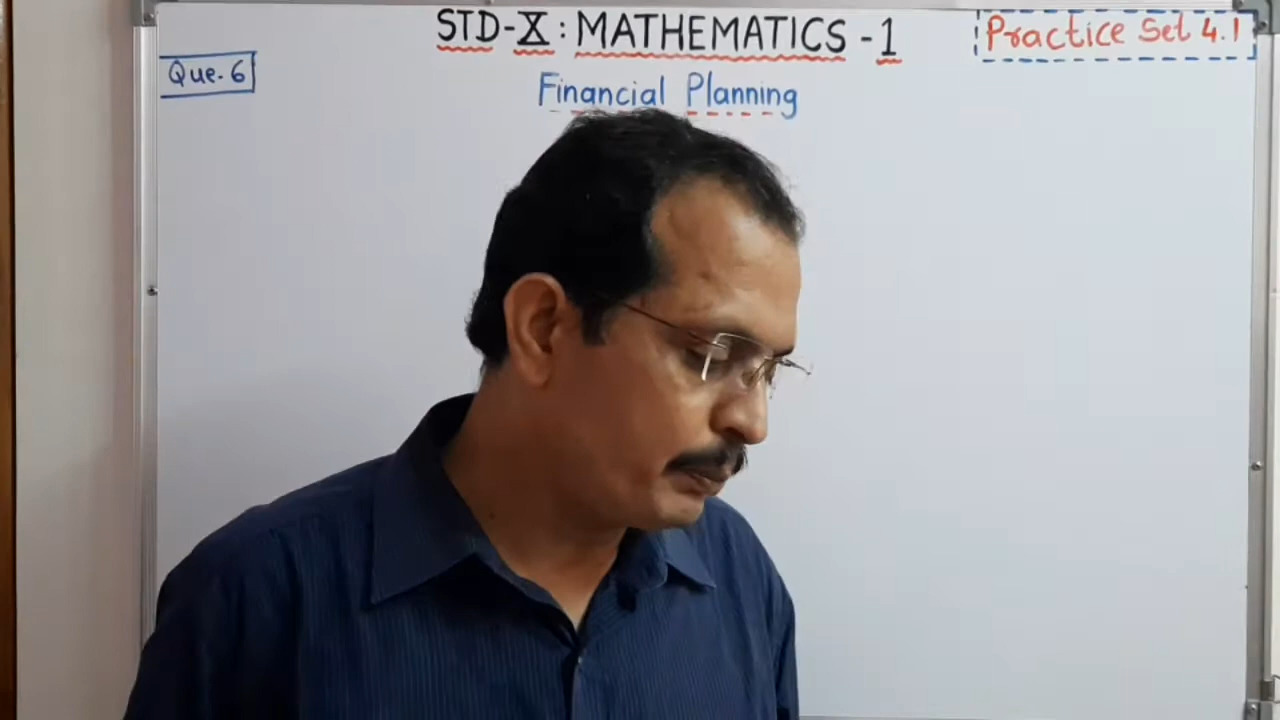 STD-X : MATHEMATICS - 1
Practice Set 4.1
Que. 6
Financial Planning